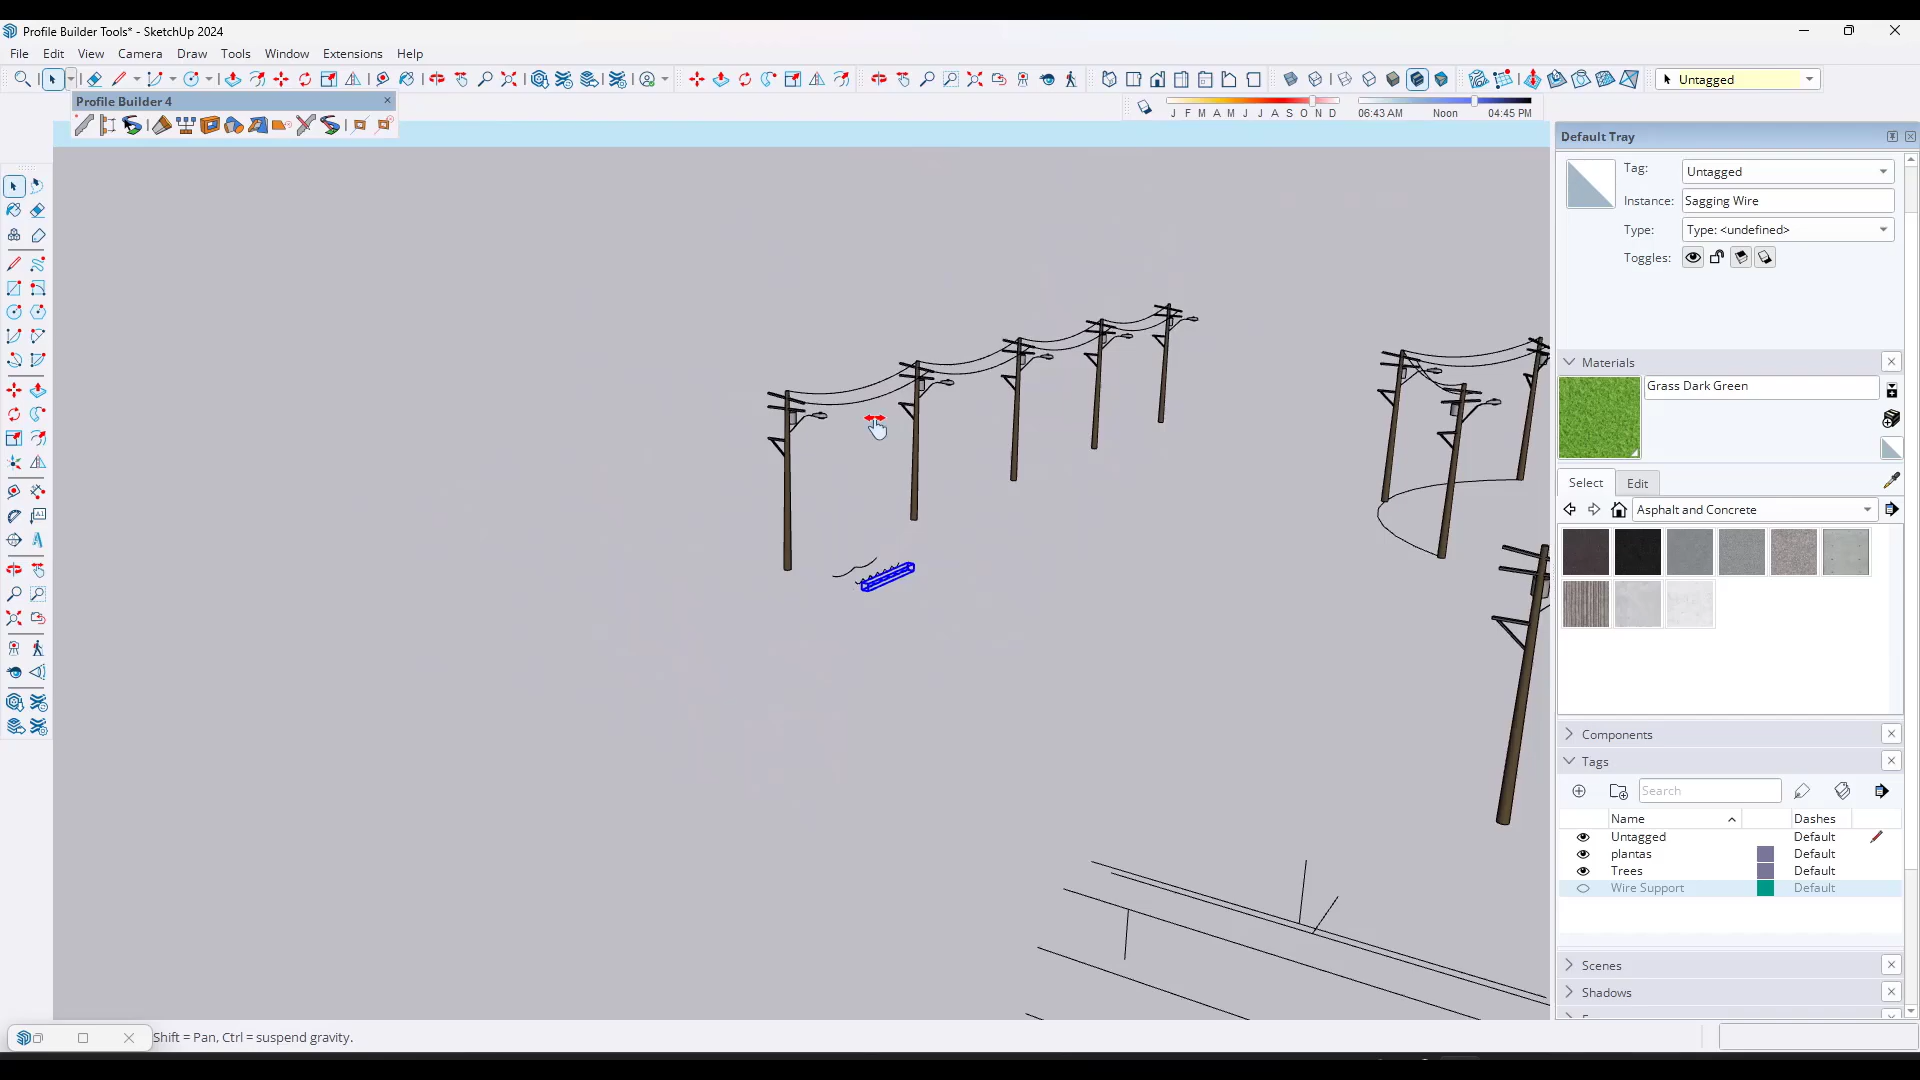 Profile Builder Tools* - SketchUp 2024
File Edit View Camera Draw Tools Window Extensions Help
Untagged
Profile Builder 4
J F M A M J J A S O N D 06:43 AM Noon 04:45 PM
Default Tray
Tag: Untagged
Instance: Sagging Wire
Type: Type: <undefined>
Toggles:
Materials
Grass Dark Green
Select Edit
Asphalt and Concrete
Components
Tags
Search
Name Dashes
Untagged Default
plantas Default
Trees Default
Wire Support Default
Scenes
Shadows
Shift = Pan, Ctrl = suspend gravity.